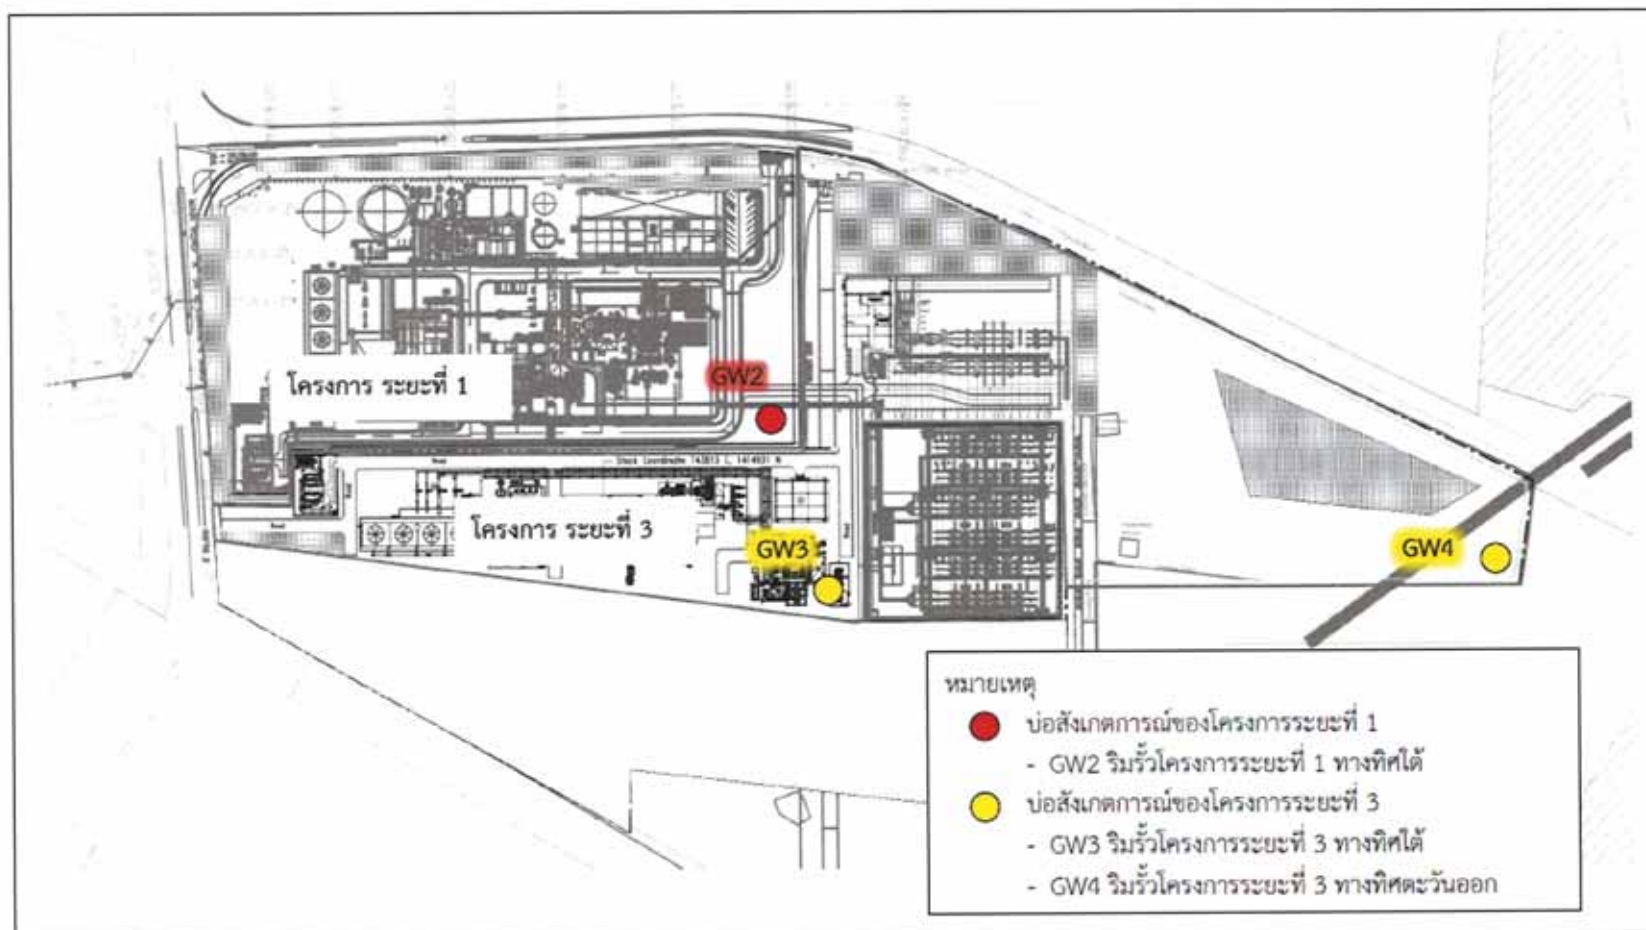 GW2
โครงการ ระยะที่ 1
Road
Stack Coordinate 742813 E, 1414931 N
Road
โครงการ ระยะที่ 3
Road
GW3
Road
GW4
หมายเหตุ
บ่อสังเกตการณ์ของโครงการระยะที่ 1
- GW2 ริมรั้วโครงการระยะที่ 1 ทางทิศใต้
บ่อสังเกตการณ์ของโครงการระยะที่ 3
- GW3 ริมรั้วโครงการระยะที่ 3 ทางทิศใต้
- GW4 ริมรั้วโครงการระยะที่ 3 ทางทิศตะวันออก